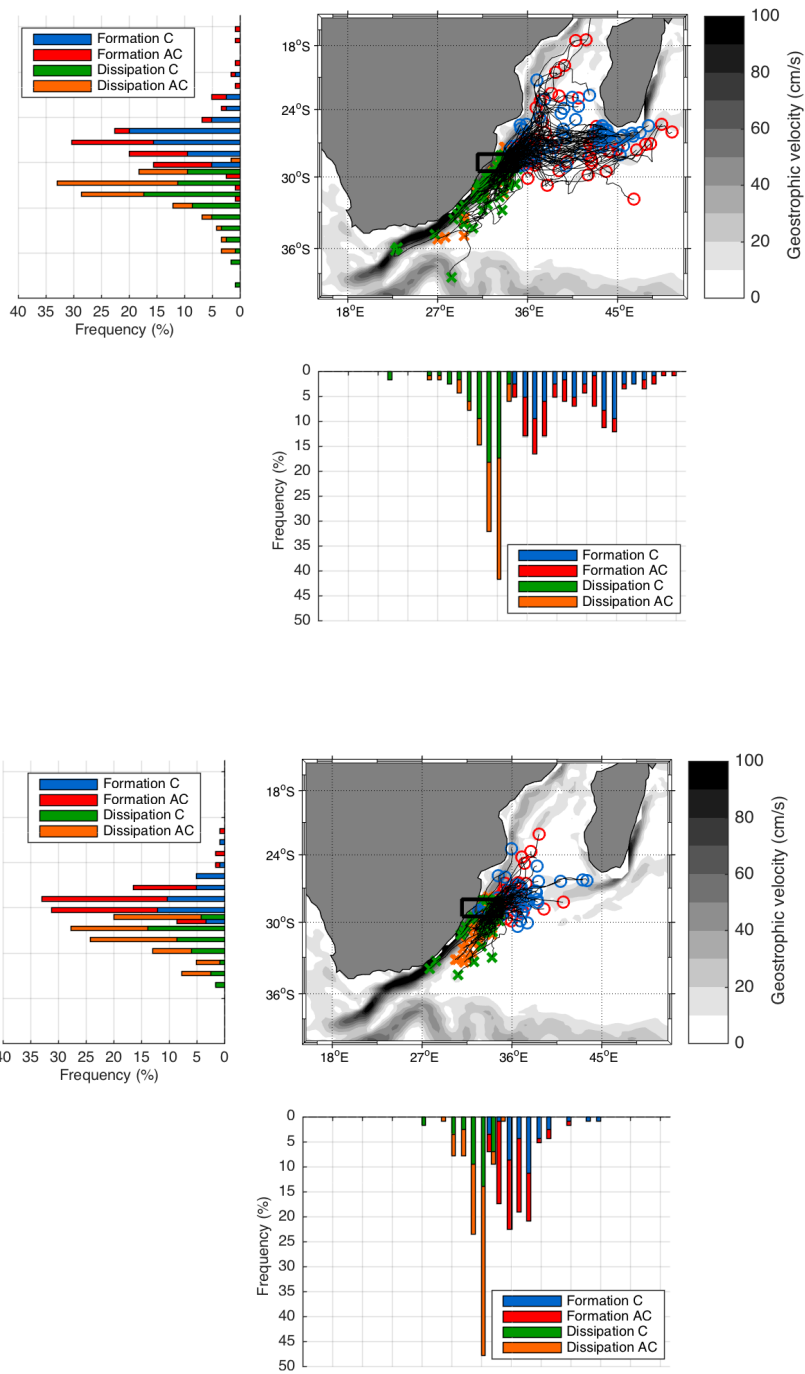 Formation C
Formation AC
Dissipation C
Dissipation AC
40 35 30 25 20 15 10 5 0
Frequency (%)
18°S
24°S
30°S
36°S
18°E 27°E 36°E 45°E
100
80
60
40
20
0
Geostrophic velocity (cm/s)
0
5
10
15
20
25
30
35
40
45
50
Frequency (%)
Formation C
Formation AC
Dissipation C
Dissipation AC
Formation C
Formation AC
Dissipation C
Dissipation AC
40 35 30 25 20 15 10 5 0
Frequency (%)
18°S
24°S
30°S
36°S
18°E 27°E 36°E 45°E
100
80
60
40
20
0
Geostrophic velocity (cm/s)
0
5
10
15
20
25
30
35
40
45
50
Frequency (%)
Formation C
Formation AC
Dissipation C
Dissipation AC